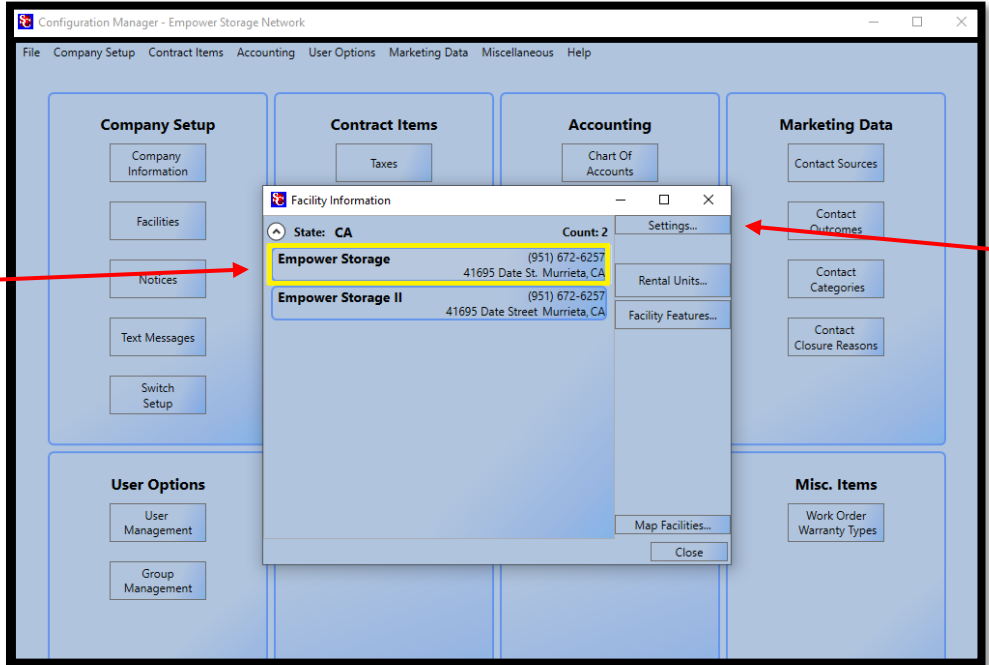 Configuration Manager - Empower Storage Network
File Company Setup Contract Items Accounting User Options Marketing Data Miscellaneous Help
Company Setup
Company
Information
Facilities
Notices
Text Messages
Switch
Setup
Contract Items
Taxes
Accounting
Chart Of
Accounts
Marketing Data
Contact Sources
Contact
Outcomes
Contact
Categories
Contact
Closure Reasons
Facility Information
State: CA Count: 2
Empower Storage (951) 672-6257
41695 Date St. Murrieta, CA
Empower Storage II (951) 672-6257
41695 Date Street Murrieta, CA
Settings...
Rental Units...
Facility Features...
Map Facilities...
Close
User Options
User
Management
Group
Management
Misc. Items
Work Order
Warranty Types